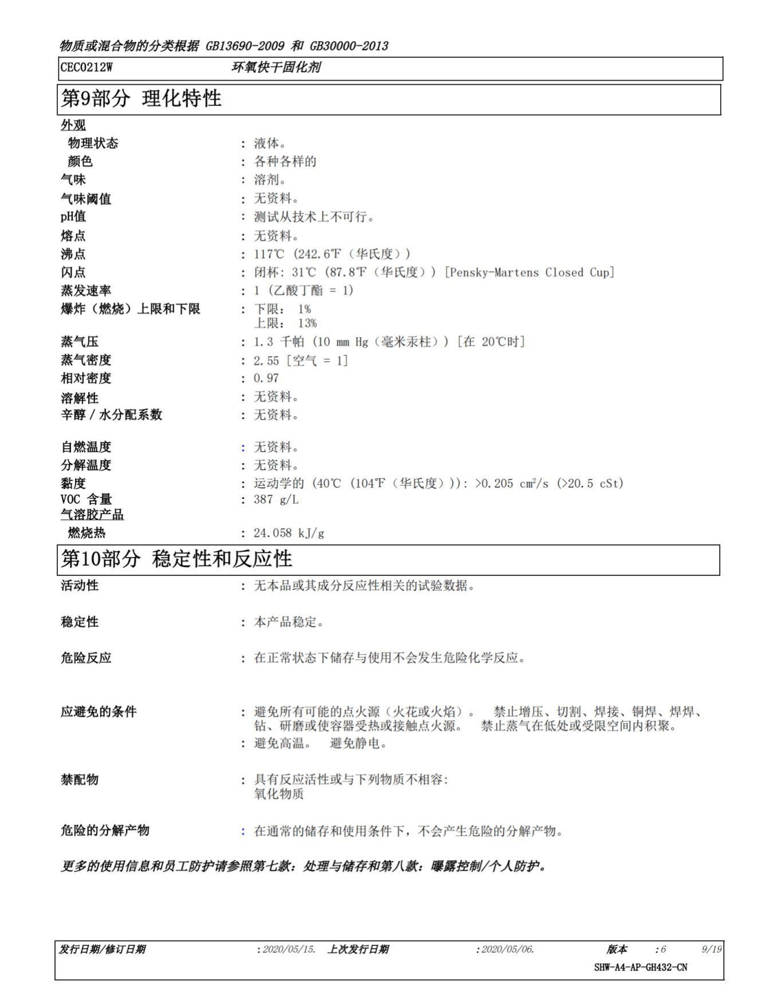 物质或混合物的分类根据 GB13690-2009 和 GB30000-2013
CEC0212W 环氧快干固化剂
第9部分 理化特性
外观
物理状态 : 液体。
颜色 : 各种各样的
气味 : 溶剂。
气味阈值 : 无资料。
pH值 : 测试从技术上不可行。
熔点 : 无资料。
沸点 : 117℃ (242.6℉（华氏度）)
闪点 : 闭杯: 31℃ (87.8℉（华氏度）) [Pensky-Martens Closed Cup]
蒸发速率 : 1 (乙酸丁酯 = 1)
爆炸（燃烧）上限和下限 : 下限： 1%
上限： 13%
蒸气压 : 1.3 千帕 (10 mm Hg（毫米汞柱）) [在 20℃时]
蒸气密度 : 2.55 [空气 = 1]
相对密度 : 0.97
溶解性 : 无资料。
辛醇／水分配系数 : 无资料。
自燃温度 : 无资料。
分解温度 : 无资料。
黏度 : 运动学的 (40℃ (104℉（华氏度）)): >0.205 cm²/s (>20.5 cSt)
VOC 含量 : 387 g/L
气溶胶产品
燃烧热 : 24.058 kJ/g
第10部分 稳定性和反应性
活动性 : 无本品或其成分反应性相关的试验数据。
稳定性 : 本产品稳定。
危险反应 : 在正常状态下储存与使用不会发生危险化学反应。
应避免的条件 : 避免所有可能的点火源（火花或火焰）。 禁止增压、切割、焊接、铜焊、焊焊、
钻、研磨或使容器受热或接触点火源。 禁止蒸气在低处或受限空间内积聚。
: 避免高温。 避免静电。
禁配物 : 具有反应活性或与下列物质不相容:
氧化物质
危险的分解产物 : 在通常的储存和使用条件下，不会产生危险的分解产物。
更多的使用信息和员工防护请参照第七款：处理与储存和第八款：曝露控制/个人防护。
发行日期/修订日期 : 2020/05/15. 上次发行日期 : 2020/05/06. 版本 : 6 9/19
SHW-A4-AP-GH432-CN